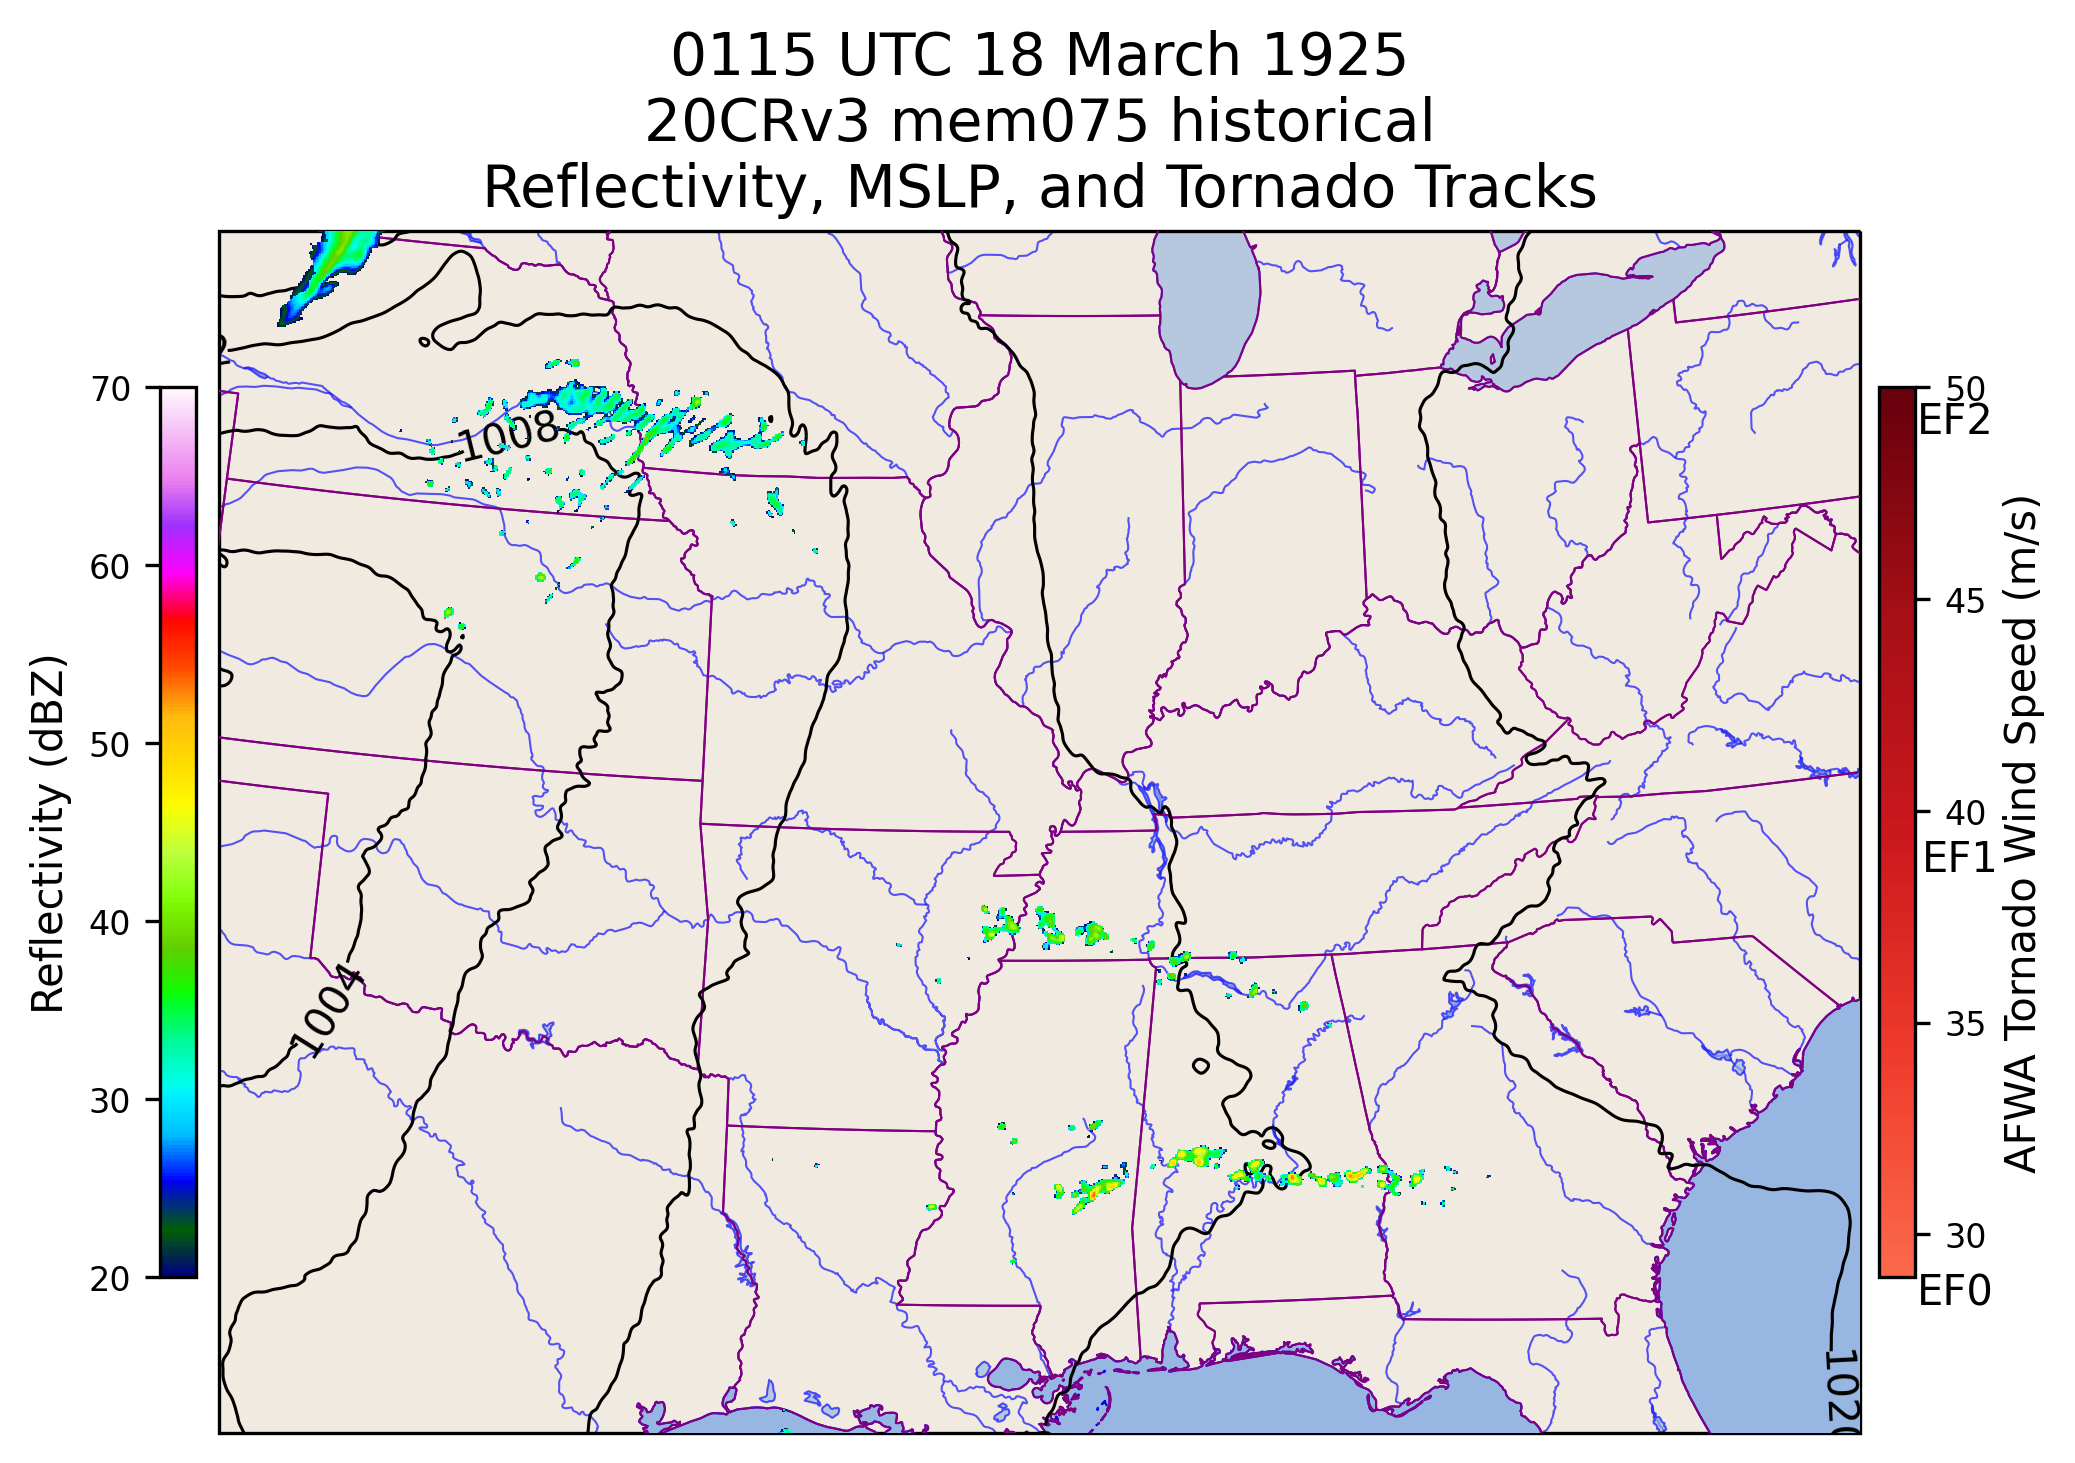 0115 UTC 18 March 1925
20CRv3 mem075 historical
Reflectivity, MSLP, and Tornado Tracks
Reflectivity (dBZ)
70
60
50
40
30
20
1008
1004
1020
50
EF2
45
40
EF1
35
30
EF0
AFWA Tornado Wind Speed (m/s)